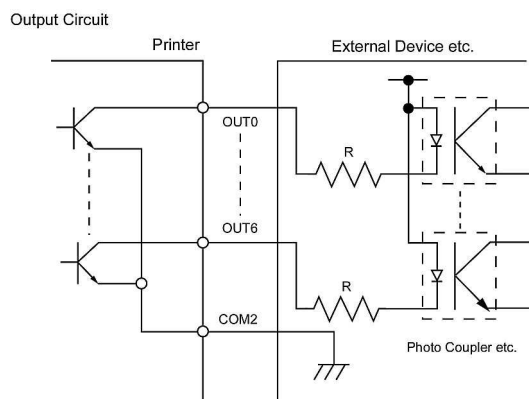 Output Circuit
Printer
External Device etc.
OUT0
R
OUT6
R
COM2
Photo Coupler etc.